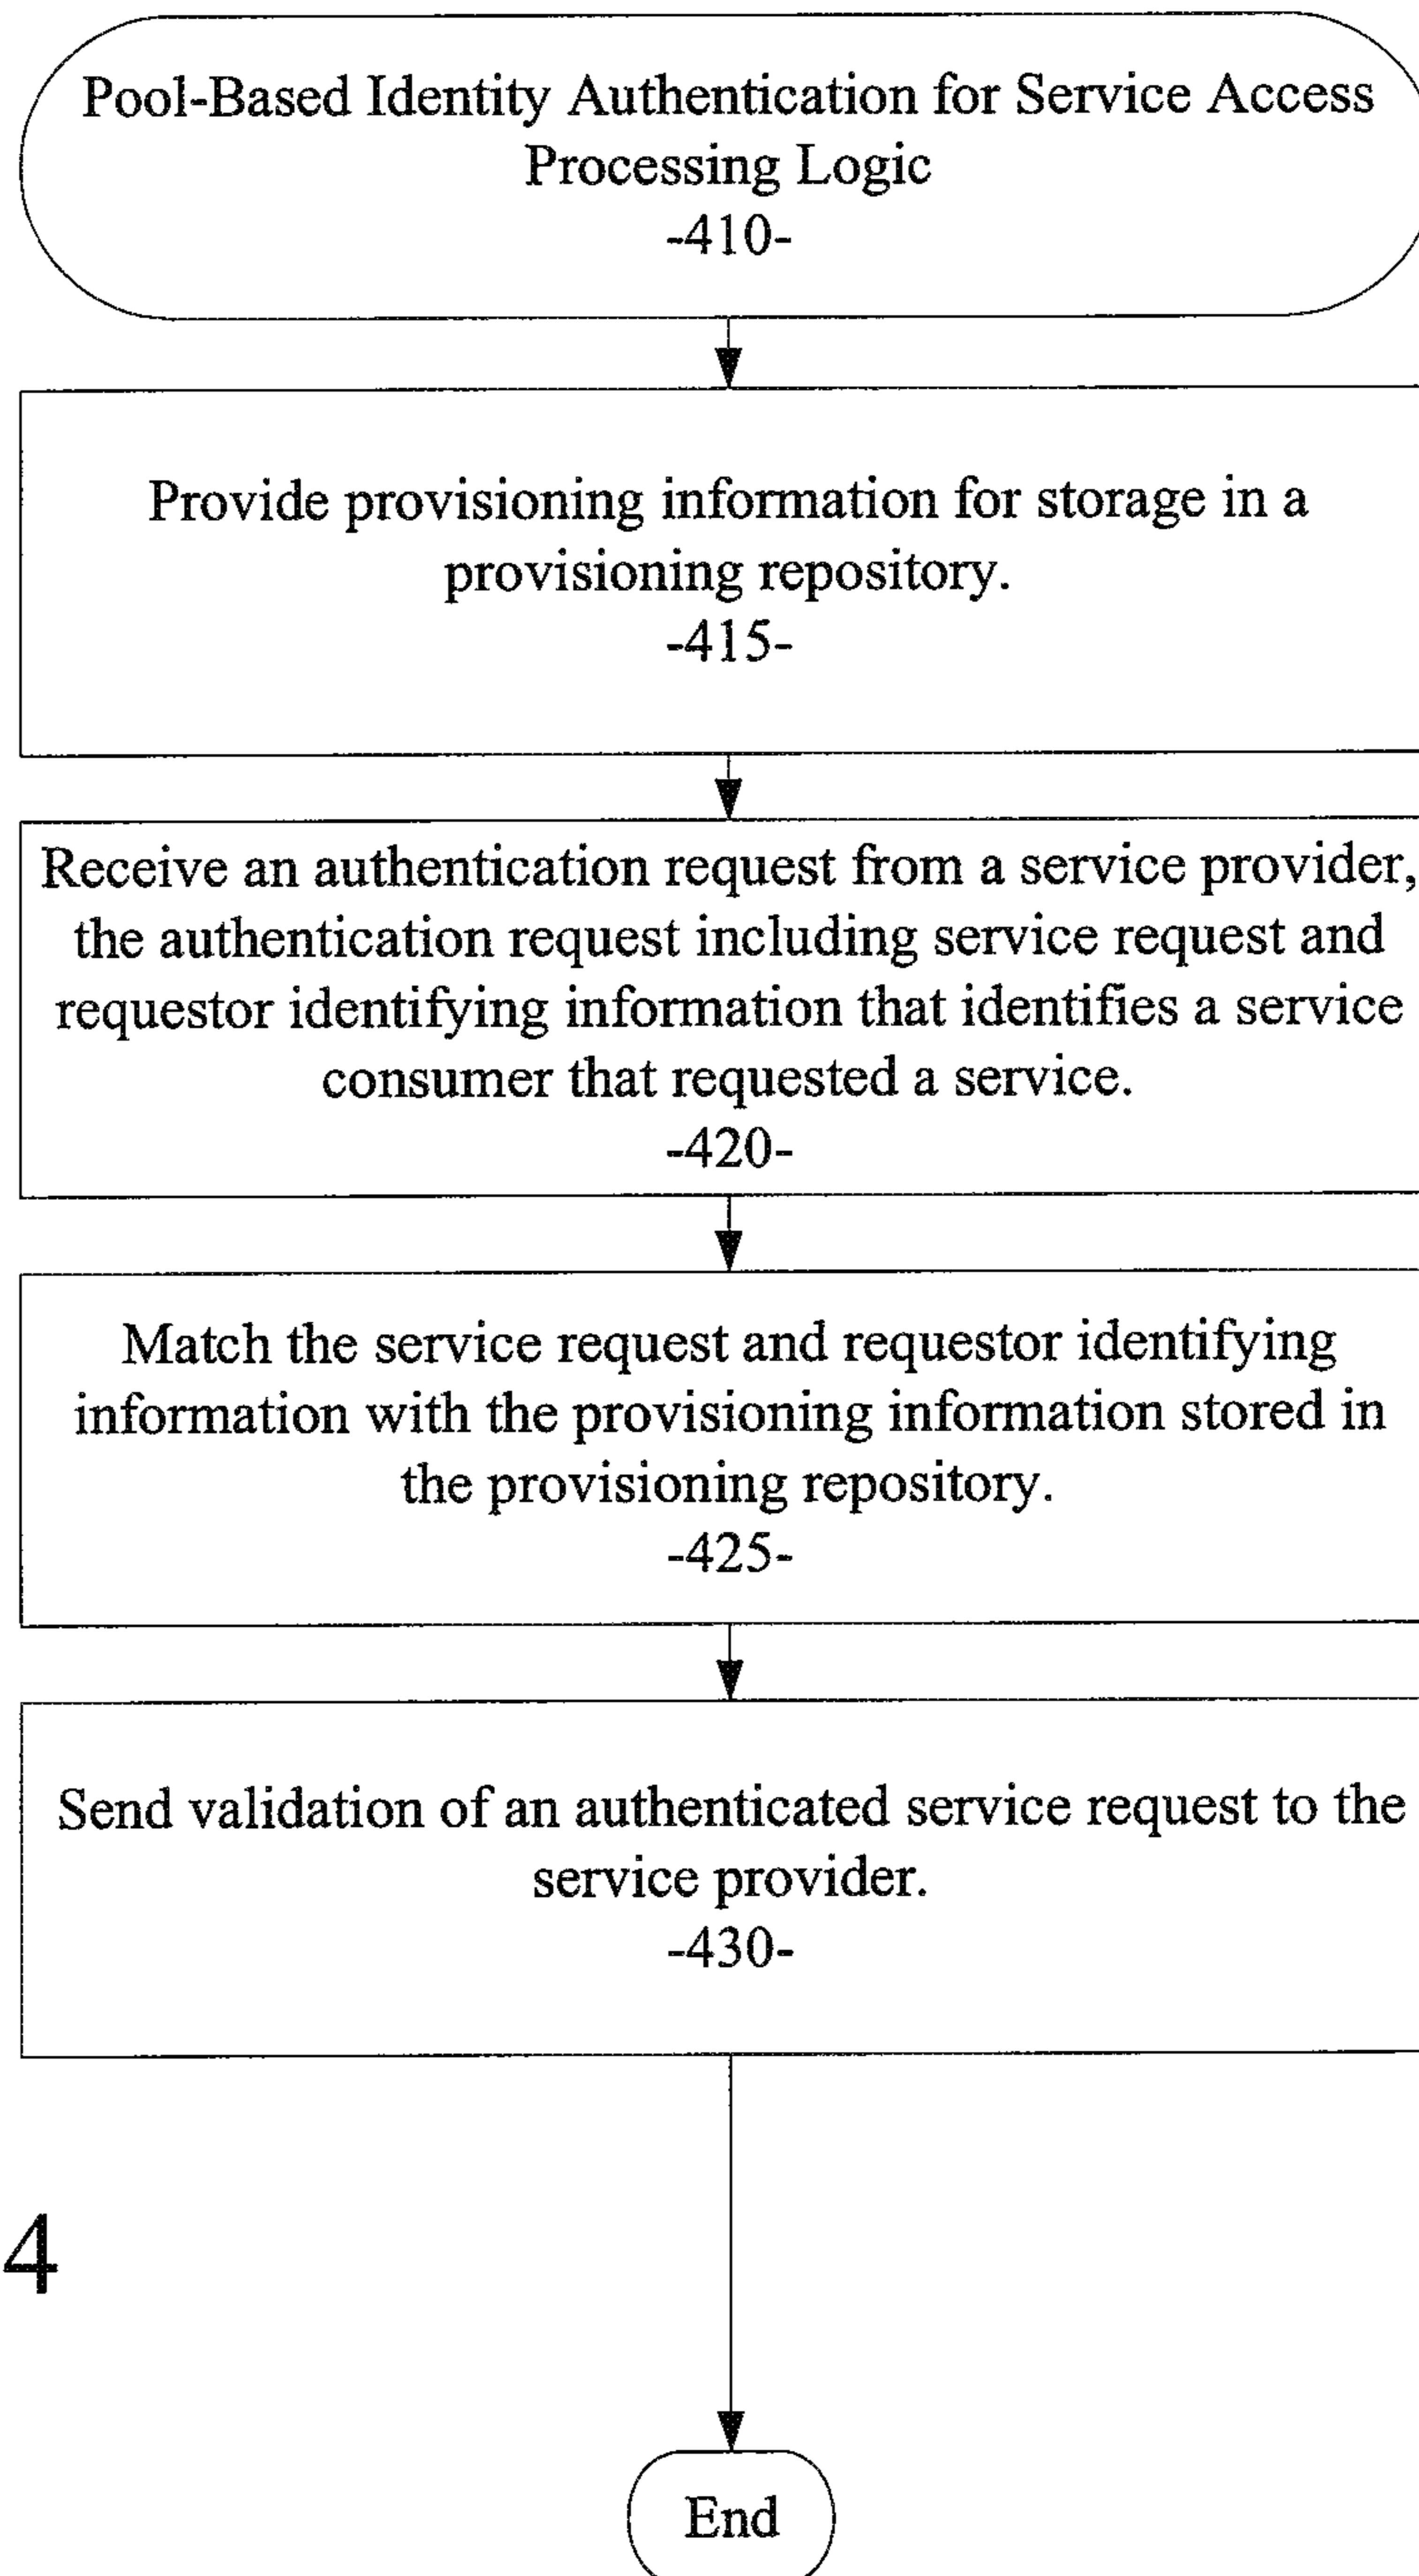 Pool-Based Identity Authentication for Service Access
Processing Logic
-410-
Provide provisioning information for storage in a
provisioning repository.
-415-
Receive an authentication request from a service provider,
the authentication request including service request and
requestor identifying information that identifies a service
consumer that requested a service.
-420-
Match the service request and requestor identifying
information with the provisioning information stored in
the provisioning repository.
-425-
Send validation of an authenticated service request to the
service provider.
-430-
4
End